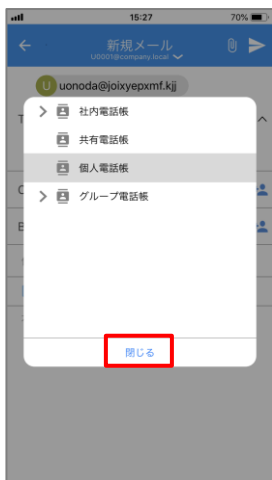 15:27
70%
新規メール
U0001@company.local
U
uonoda@joixyepxmf.kjj
T
社内電話帳
共有電話帳
個人電話帳
C
グループ電話帳
B
閉じる